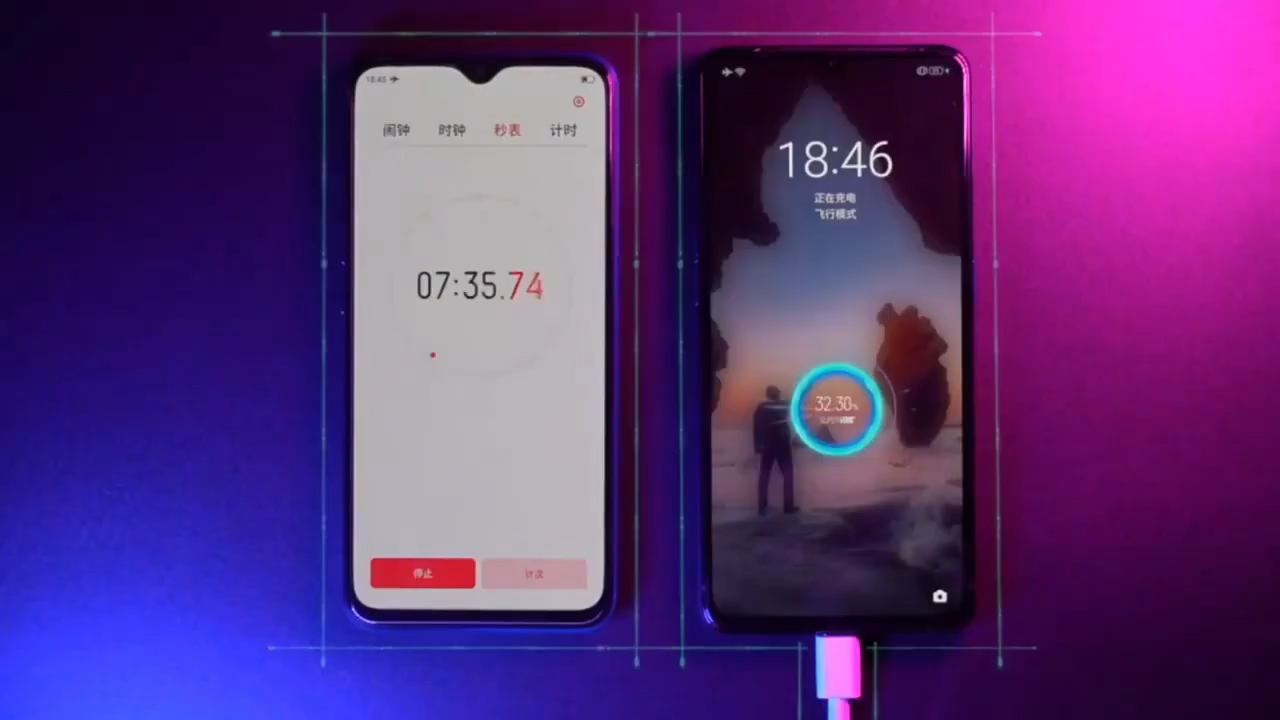 18:46
闹钟 时钟 秒表 计时
07:35.74
停止 计次
18:46
正在充电
飞行模式
32.30%